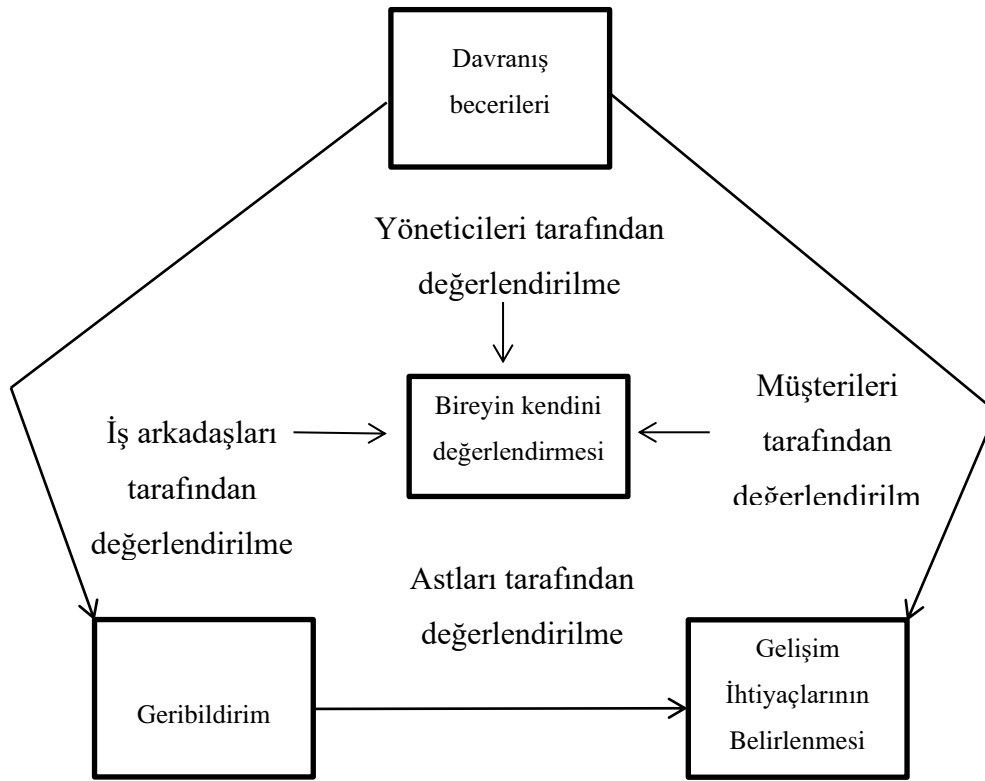 Davranış
becerileri
Yöneticileri tarafından
değerlendirilme
Bireyin kendini
değerlendirmesi
İş arkadaşları
tarafından
değerlendirilme
Müşterileri
tarafından
değerlendirilm
Astları tarafından
değerlendirilme
Geribildirim
Gelişim
İhtiyaçlarının
Belirlenmesi